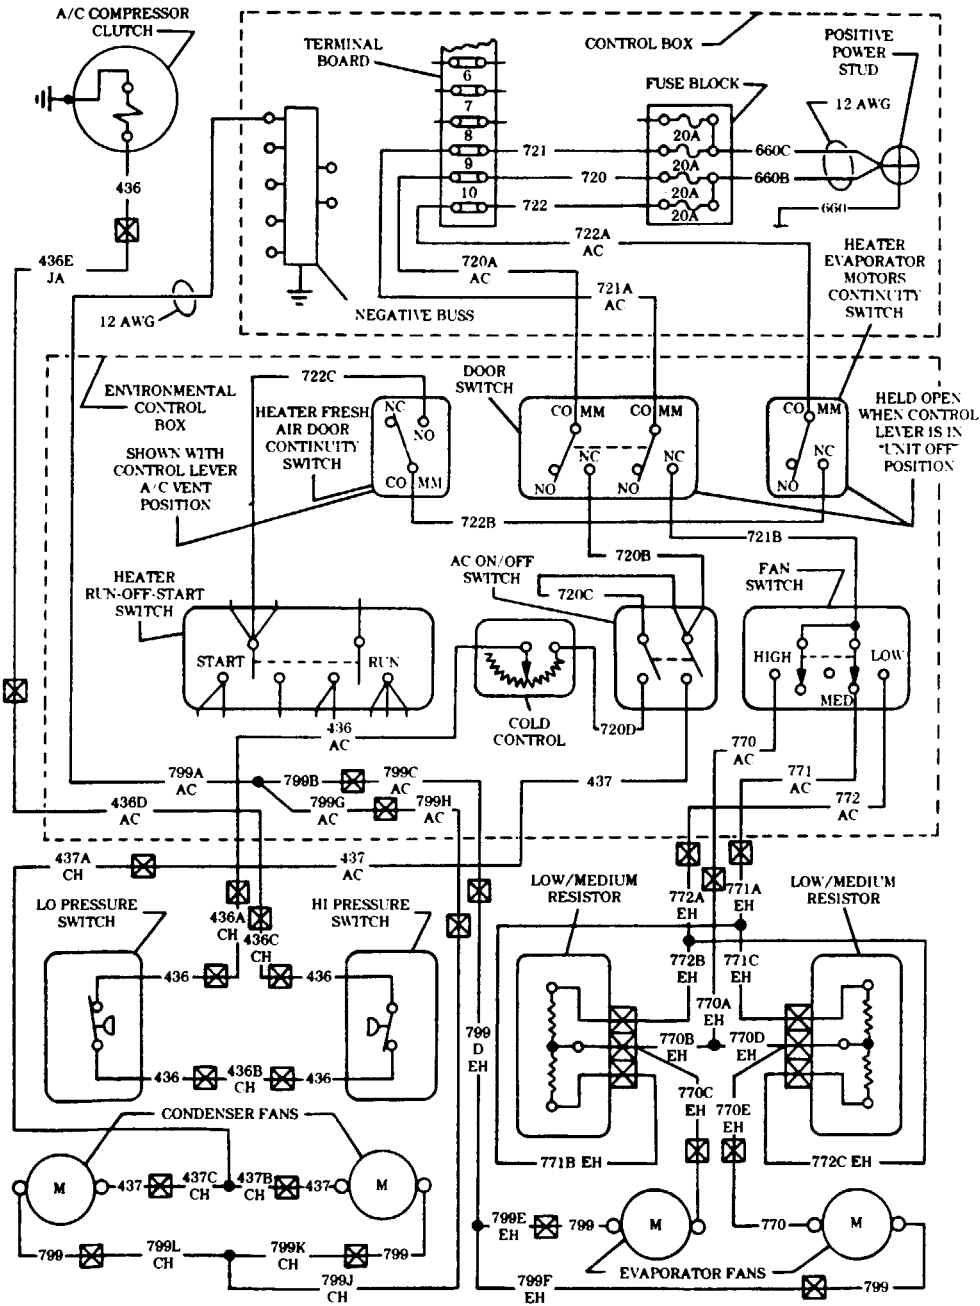 A/C COMPRESSOR
CLUTCH
TERMINAL
BOARD
CONTROL BOX
POSITIVE
POWER
STUD
FUSE BLOCK
12 AWG
6
7
8
9
10
721
720
722
20A
20A
20A
20A
660C
660B
660
436
436E
JA
12 AWG
NEGATIVE BUSS
722A
AC
720A
AC
721A
AC
HEATER
EVAPORATOR
MOTORS
CONTINUITY
SWITCH
ENVIRONMENTAL
CONTROL
BOX
722C
DOOR
SWITCH
HEATER FRESH
AIR DOOR
CONTINUITY
SWITCH
NC
NO
CO MM
CO MM
CO MM
NC
NC
NO
NO
CO MM
NC
NO
HELD OPEN
WHEN CONTROL
LEVER IS IN
"UNIT OFF"
POSITION
SHOWN WITH
CONTROL LEVER
A/C VENT
POSITION
722B
721B
720B
AC ON/OFF
SWITCH
720C
FAN
SWITCH
HEATER
RUN-OFF-START
SWITCH
START
RUN
HIGH
LOW
MED
COLD
CONTROL
720D
436
AC
770
AC
771
AC
772
AC
799A
AC
799B
799C
AC
437
436D
AC
799G
AC
799H
AC
437A
CH
437
AC
LO PRESSURE
SWITCH
HI PRESSURE
SWITCH
LOW/MEDIUM
RESISTOR
LOW/MEDIUM
RESISTOR
436A
CH
436C
CH
772A
EH
771A
EH
772B
EH
771C
EH
436
436
770A
EH
799
D
EH
770B
EH
770D
EH
436
436B
CH
436
770C
EH
770E
EH
CONDENSER FANS
771B EH
772C EH
M
437
437C
CH
437B
CH
437
M
799
799L
CH
799K
CH
799
799J
CH
799E
EH
799
M
770
M
EVAPORATOR FANS
799F
EH
799